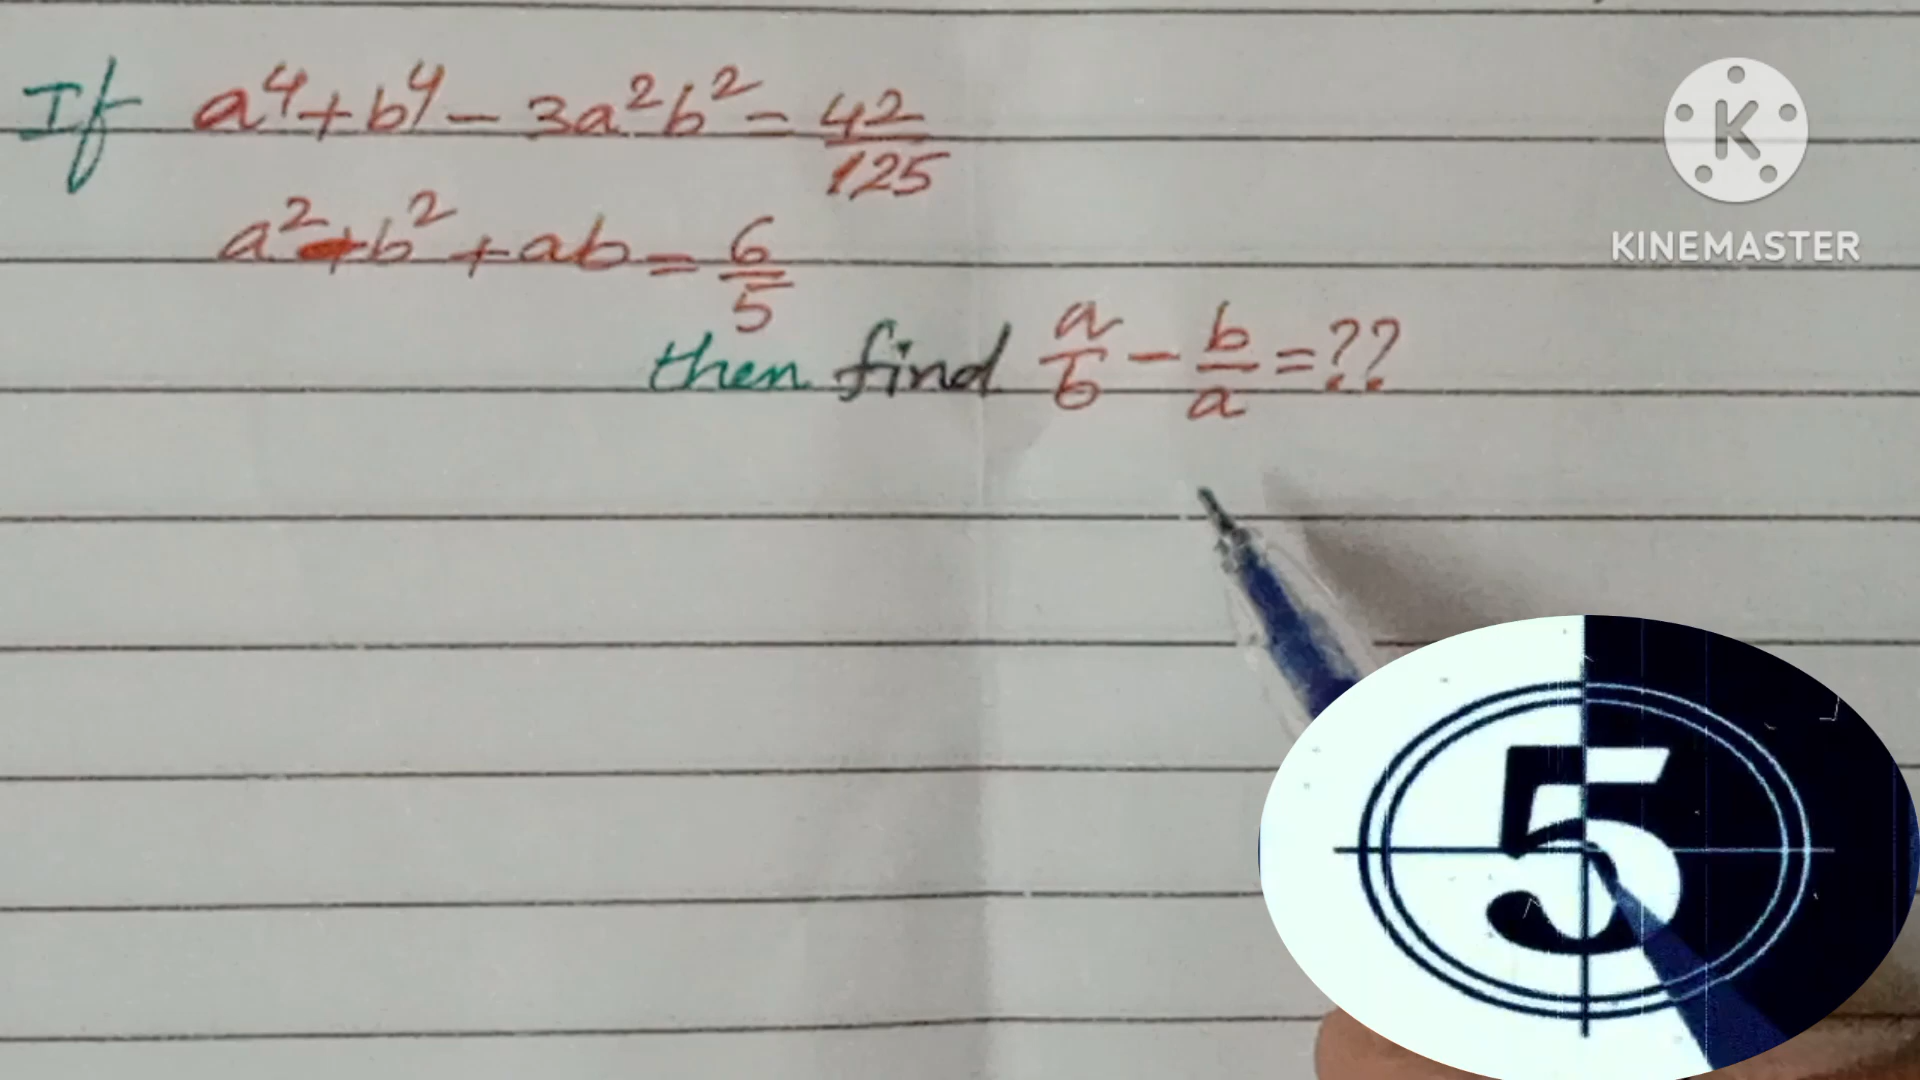 If a⁴+b⁴-3a²b²=42/125
a²+b²+ab=6/5
then find a/b-b/a=??
K
KINEMASTER
5